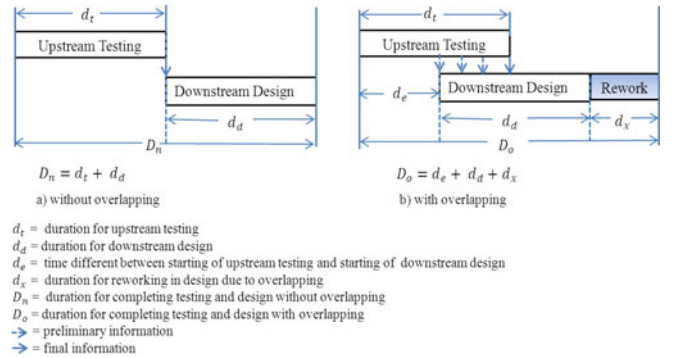 d_t
Upstream Testing
Downstream Design
d_d
D_n
D_n = d_t + d_d
a) without overlapping
d_t
Upstream Testing
d_e
Downstream Design
Rework
d_d
d_x
D_o
D_o = d_e + d_d + d_x
b) with overlapping
d_t = duration for upstream testing
d_d = duration for downstream design
d_e = time different between starting of upstream testing and starting of downstream design
d_x = duration for reworking in design due to overlapping
D_n = duration for completing testing and design without overlapping
D_o = duration for completing testing and design with overlapping
⇢ = preliminary information
→ = final information